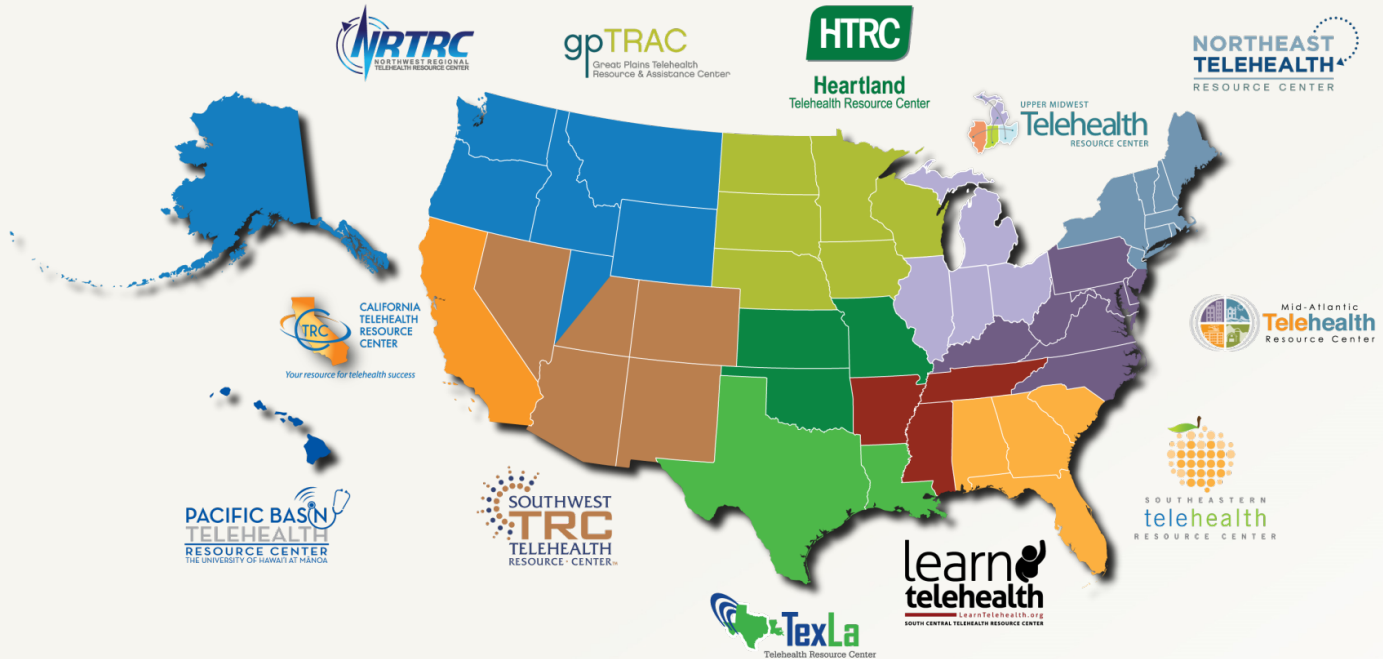 NRTRC
NORTHWEST REGIONAL
TELEHEALTH RESOURCE CENTER
gpTRAC
Great Plains Telehealth
Resource & Assistance Center
HTRC
Heartland
Telehealth Resource Center
UPPER MIDWEST
Telehealth
RESOURCE CENTER
NORTHEAST
TELEHEALTH
RESOURCE CENTER
TRC
CALIFORNIA
TELEHEALTH
RESOURCE
CENTER
Your resource for telehealth success
Mid-Atlantic
Telehealth
Resource Center
PACIFIC BASIN
TELEHEALTH
RESOURCE CENTER
THE UNIVERSITY OF HAWAI'I AT MĀNOA
SOUTHWEST
TRC
TELEHEALTH
RESOURCE · CENTER
SOUTHEASTERN
telehealth
RESOURCE CENTER
learn
telehealth
LearnTelehealth.org
SOUTH CENTRAL TELEHEALTH RESOURCE CENTER
TexLa
Telehealth Resource Center